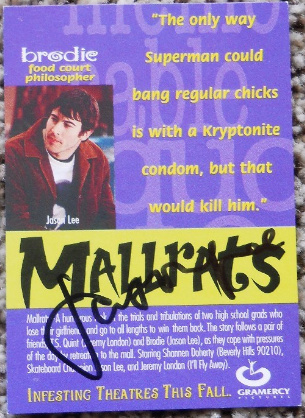 "The only way
Superman could
bang regular chicks
is with a Kryptonite
condom, but that
would kill him."
brodie
food court
philosopher
Jason Lee
MALLRATS
Mallrats: A humorous look at the trials and tribulations of two high school grads who
lose their girlfriends and go to all lengths to win them back. The story follows a pair of
friends, T.S. Quint (Jeremy London) and Brodie (Jason Lee), as they cope with pressures
of the day by retreating to the mall. Starring Shannen Doherty (Beverly Hills 90210),
Skateboard Champion Jason Lee, and Jeremy London (I'll Fly Away).
INFESTING THEATRES THIS FALL.
GRAMERCY
PICTURES